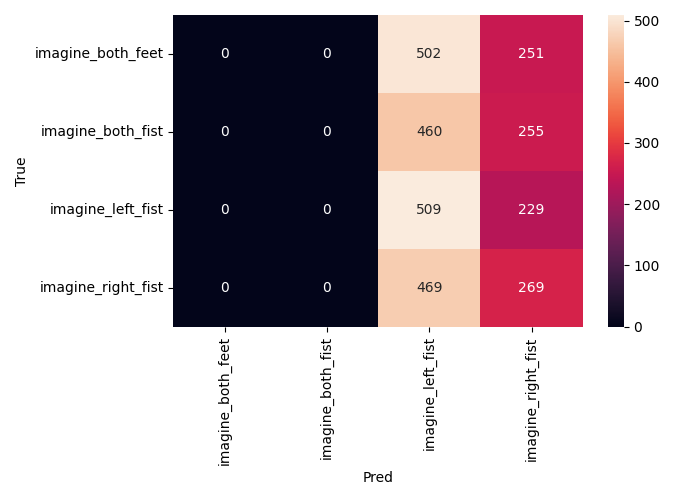 imagine_both_feet 0 0 502 251
imagine_both_fist 0 0 460 255
imagine_left_fist 0 0 509 229
imagine_right_fist 0 0 469 269
True
imagine_both_feet
imagine_both_fist
imagine_left_fist
imagine_right_fist
Pred
500
400
300
200
100
0